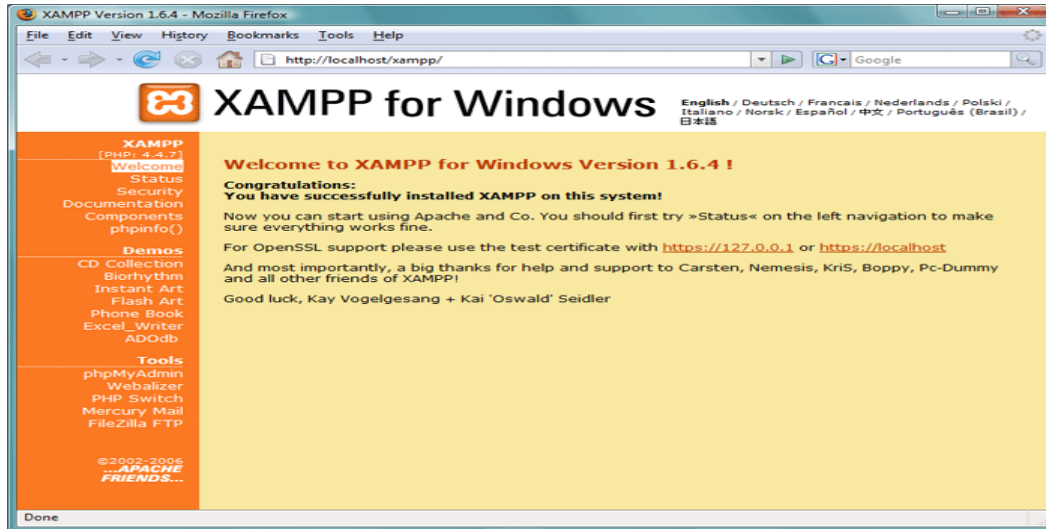 XAMPP Version 1.6.4 - Mozilla Firefox
File Edit View History Bookmarks Tools Help
http://localhost/xampp/
Google
XAMPP for Windows
English / Deutsch / Francais / Nederlands / Polski /
Italiano / Norsk / Español / 中文 / Português (Brasil) /
日本語
XAMPP
[PHP: 4.4.7]
Welcome
Status
Security
Documentation
Components
phpinfo()
Demos
CD Collection
Biorhythm
Instant Art
Flash Art
Phone Book
Excel_Writer
ADOdb
Tools
phpMyAdmin
Webalizer
PHP Switch
Mercury Mail
FileZilla FTP
©2002-2006
...APACHE
FRIENDS...
Welcome to XAMPP for Windows Version 1.6.4 !
Congratulations:
You have successfully installed XAMPP on this system!
Now you can start using Apache and Co. You should first try »Status« on the left navigation to make
sure everything works fine.
For OpenSSL support please use the test certificate with https://127.0.0.1 or https://localhost
And most importantly, a big thanks for help and support to Carsten, Nemesis, KriS, Boppy, Pc-Dummy
and all other friends of XAMPP!
Good luck, Kay Vogelgesang + Kai 'Oswald' Seidler
Done